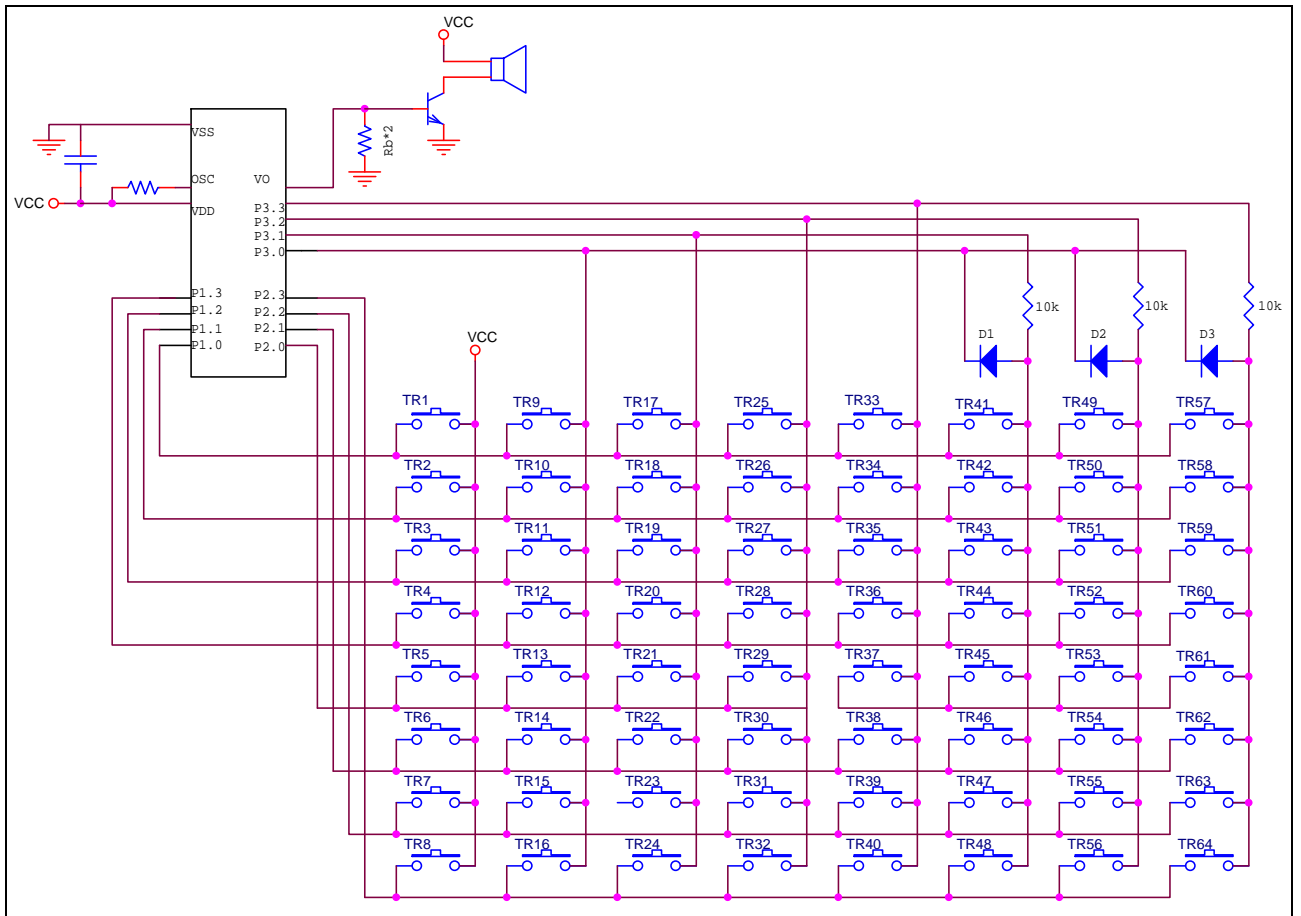 VCC
VSS
Rb*2
OSC VO
VCC
VDD P3.3
P3.2
P3.1
P3.0
P1.3 P2.3
P1.2 P2.2
P1.1 P2.1
P1.0 P2.0
10k 10k 10k
VCC D1 D2 D3
TR1 TR9 TR17 TR25 TR33 TR41 TR49 TR57
TR2 TR10 TR18 TR26 TR34 TR42 TR50 TR58
TR3 TR11 TR19 TR27 TR35 TR43 TR51 TR59
TR4 TR12 TR20 TR28 TR36 TR44 TR52 TR60
TR5 TR13 TR21 TR29 TR37 TR45 TR53 TR61
TR6 TR14 TR22 TR30 TR38 TR46 TR54 TR62
TR7 TR15 TR23 TR31 TR39 TR47 TR55 TR63
TR8 TR16 TR24 TR32 TR40 TR48 TR56 TR64